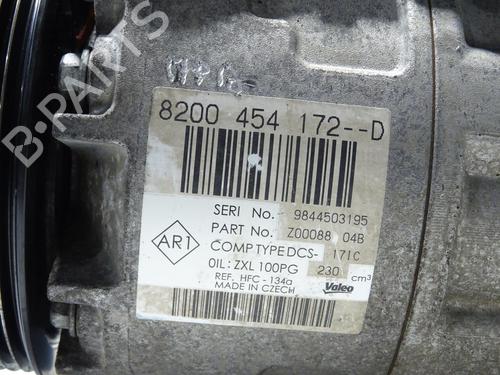 B-PARTS
8200 454 172--D
SERI No. 9844503195
PART No. Z00088 04B
COMP TYPE DCS- 171C
OIL: ZXL 100PG 230 cm³
REF. HFC - 134a
MADE IN CZECH
AR1
Valeo